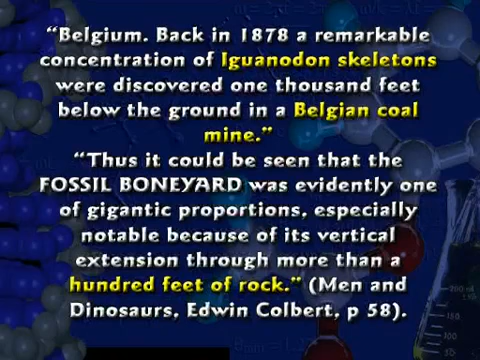 “Belgium. Back in 1878 a remarkable
concentration of Iguanodon skeletons
were discovered one thousand feet
below the ground in a Belgian coal
mine.”
“Thus it could be seen that the
FOSSIL BONEYARD was evidently one
of gigantic proportions, especially
notable because of its vertical
extension through more than a
hundred feet of rock.” (Men and
Dinosaurs, Edwin Colbert, p 58).
150
100